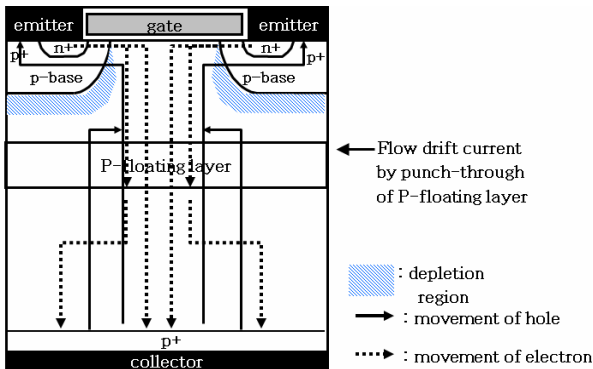 emitter
gate
emitter
n+
n+
p+
p+
p-base
p-base
P-floating layer
Flow drift current
by punch-through
of P-floating layer
: depletion
region
: movement of hole
: movement of electron
p+
collector